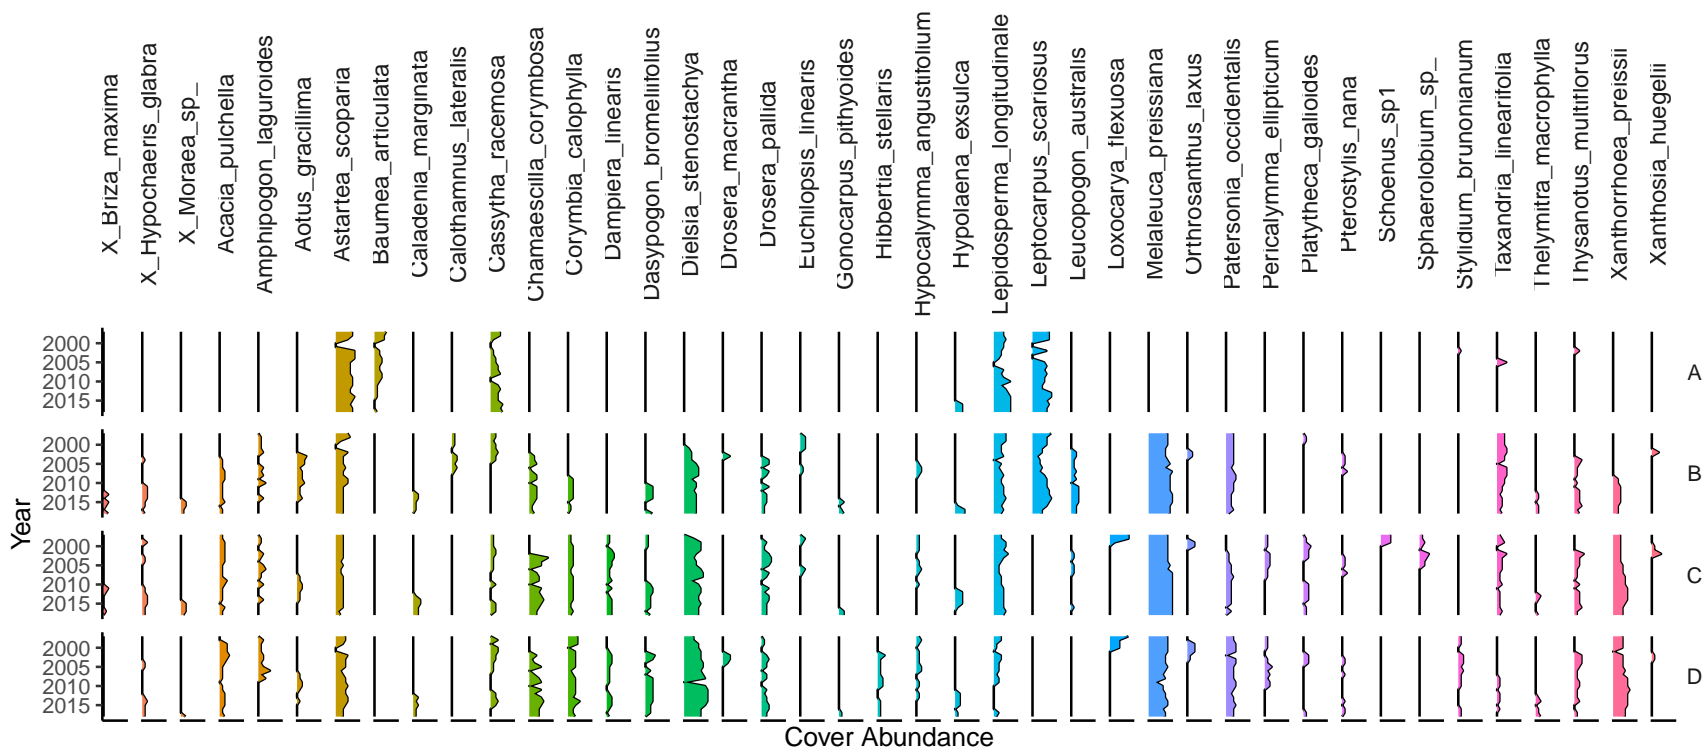 X_Briza_maxima
X_Hypochaeris_glabra
X_Moraea_sp_
Acacia_pulchella
Amphipogon_laguroides
Aotus_gracillima
Astartea_scoparia
Baumea_articulata
Caladenia_marginata
Calothamnus_lateralis
Cassytha_racemosa
Chamaescilla_corymbosa
Corymbia_calophylla
Dampiera_linearis
Dasypogon_bromeliifolius
Dielsia_stenostachya
Drosera_macrantha
Drosera_pallida
Euchilopsis_linearis
Gonocarpus_pithyoides
Hibbertia_stellaris
Hypocalymma_angustifolium
Hypolaena_exsulca
Lepidosperma_longitudinale
Leptocarpus_scariosus
Leucopogon_australis
Loxocarya_flexuosa
Melaleuca_preissiana
Orthrosanthus_laxus
Patersonia_occidentalis
Pericalymma_ellipticum
Platytheca_galioides
Pterostylis_nana
Schoenus_sp1
Sphaerolobium_sp_
Stylidium_brunonianum
Taxandria_linearifolia
Thelymitra_macrophylla
Thysanotus_multiflorus
Xanthorrhoea_preissii
Xanthosia_huegelii
2000
2005
2010
2015
A
2000
2005
2010
2015
B
2000
2005
2010
2015
C
2000
2005
2010
2015
D
Year
Cover Abundance